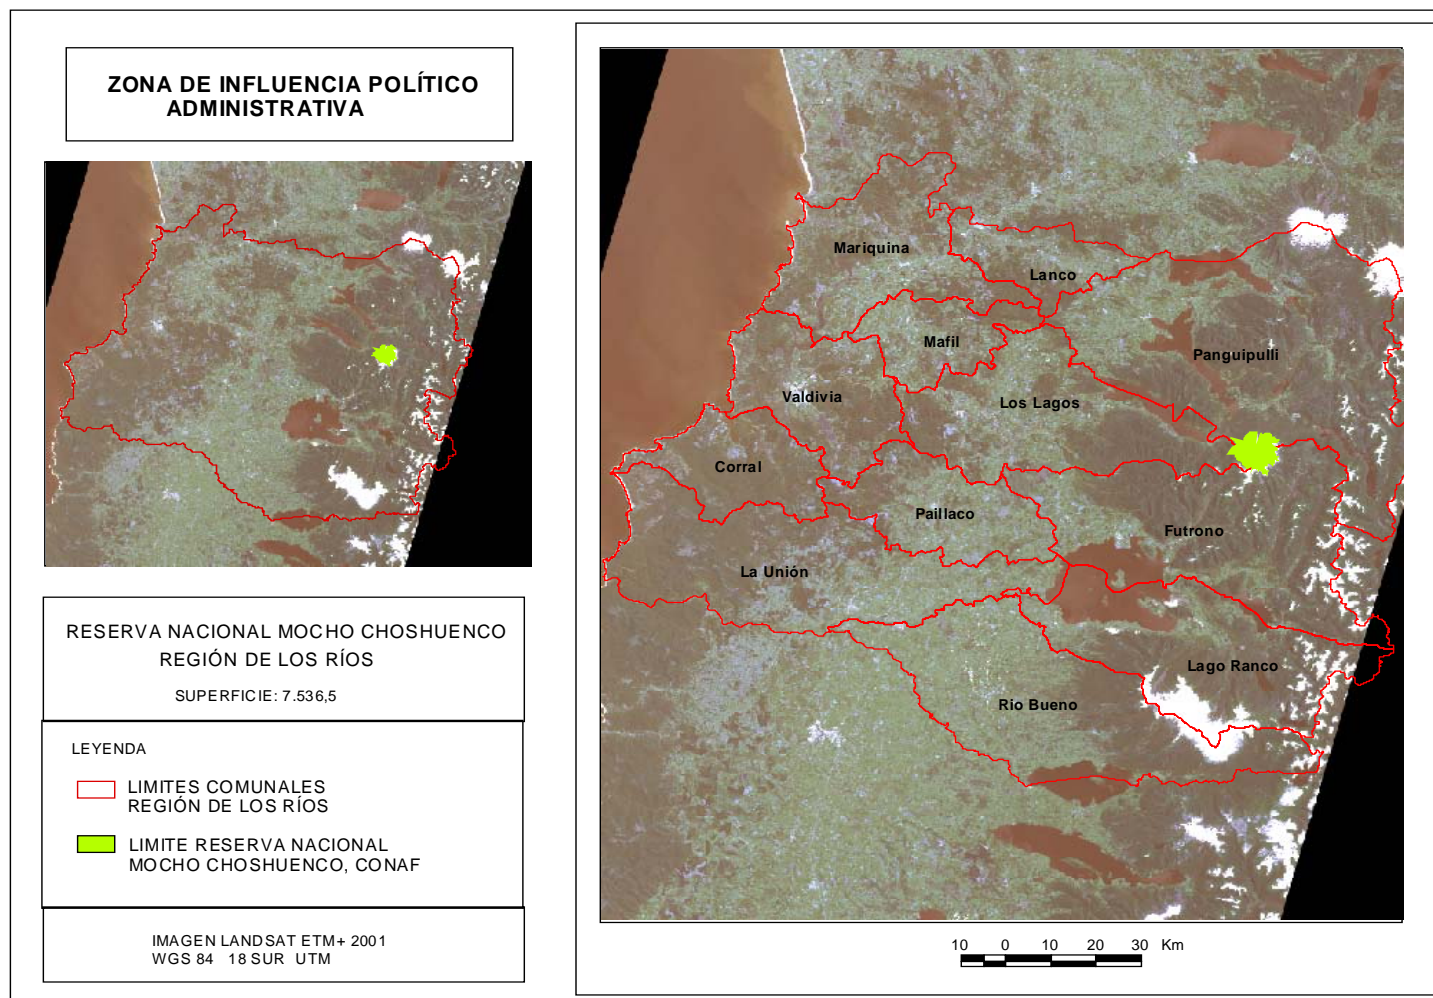 ZONA DE INFLUENCIA POLÍTICO
ADMINISTRATIVA
RESERVA NACIONAL MOCHO CHOSHUENCO
REGIÓN DE LOS RÍOS
SUPERFICIE: 7.536,5
LEYENDA
LIMITES COMUNALES
REGIÓN DE LOS RÍOS
LIMITE RESERVA NACIONAL
MOCHO CHOSHUENCO, CONAF
IMAGEN LANDSAT ETM+ 2001
WGS 84 18 SUR UTM
Mariquina
Lanco
Mafil
Panguipulli
Valdivia
Los Lagos
Corral
Paillaco
Futrono
La Unión
Lago Ranco
Rio Bueno
10 0 10 20 30 Km